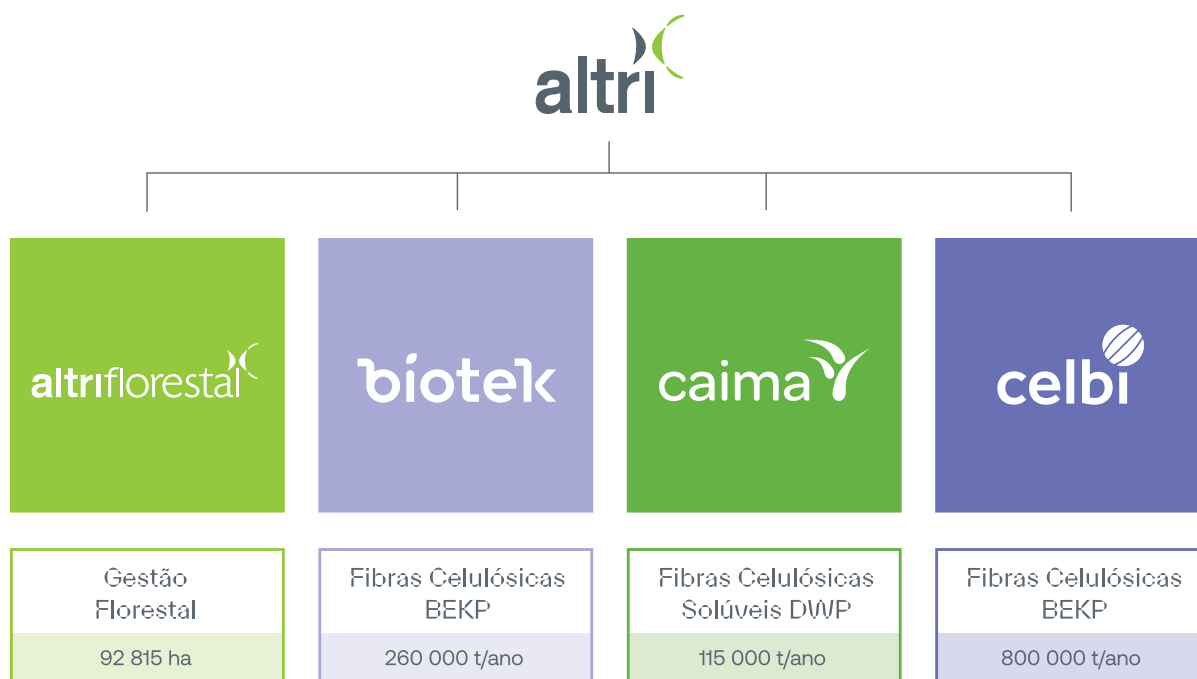 altri
altriflorestal
biotek
caima
celbi
Gestão
Florestal
92 815 ha
Fibras Celulósicas
BEKP
260 000 t/ano
Fibras Celulósicas
Solúveis DWP
115 000 t/ano
Fibras Celulósicas
BEKP
800 000 t/ano